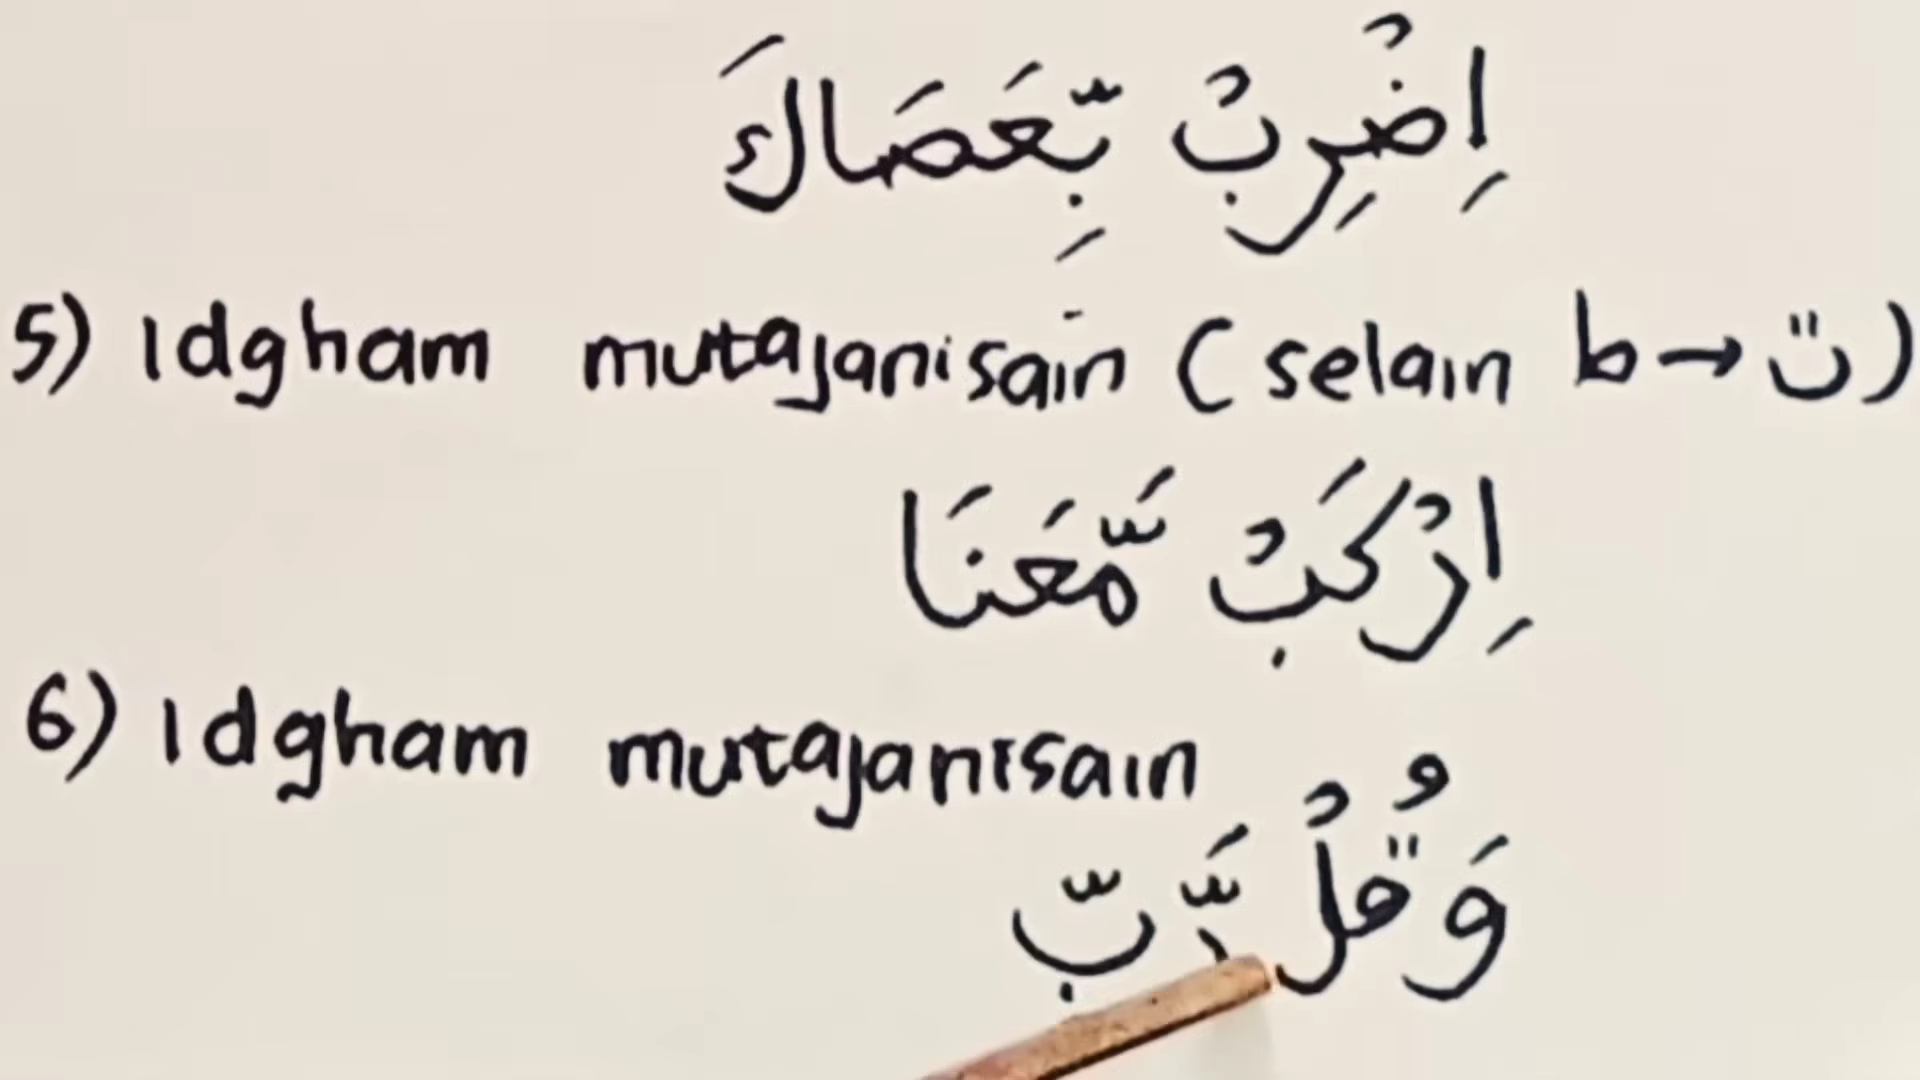 اِضْرِبْ بِّعَصَاكَ
5) Idgham mutajanisain (selain ط → ت)
اِرْكَبْ مَّعَنَا
6) Idgham mutajanisain
وَقُلْ رَّبّ